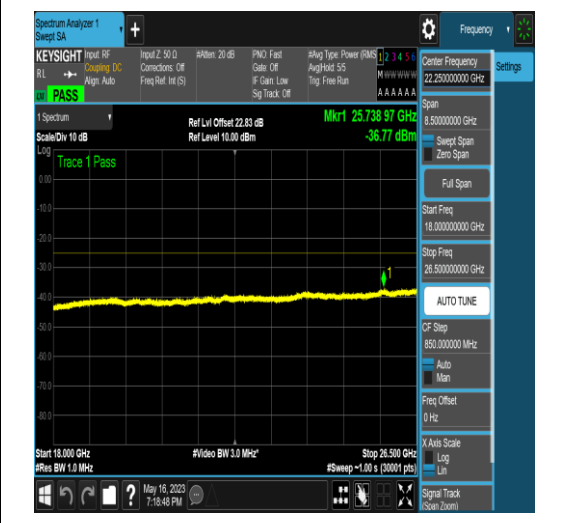 Spectrum Analyzer 1
Swept SA
+
Frequency
KEYSIGHT
RL
PASS
Input: RF
Coupling: DC
Align: Auto
Input Z: 50 Ω
Corrections: Off
Freq Ref: Int (S)
#Atten: 20 dB
PNO: Fast
Gate: Off
IF Gain: Low
Sig Track: Off
#Avg Type: Power (RMS
Avg|Hold: 5/5
Trig: Free Run
1 2 3 4 5 6
M W W W W W
A A A A A A
1 Spectrum
Scale/Div 10 dB
Ref Lvl Offset 22.83 dB
Ref Level 10.00 dBm
Mkr1 25.738 97 GHz
-36.77 dBm
Log
Trace 1 Pass
0.00
-10.0
-20.0
-30.0
-40.0
-50.0
-60.0
-70.0
-80.0
1
Start 18.000 GHz
#Res BW 1.0 MHz
#Video BW 3.0 MHz*
Stop 26.500 GHz
#Sweep ~1.00 s (30001 pts)
?
May 16, 2023
7:18:48 PM
Settings
Center Frequency
22.250000000 GHz
Span
8.50000000 GHz
Swept Span
Zero Span
Full Span
Start Freq
18.000000000 GHz
Stop Freq
26.500000000 GHz
AUTO TUNE
CF Step
850.000000 MHz
Auto
Man
Freq Offset
0 Hz
X Axis Scale
Log
Lin
Signal Track
(Span Zoom)